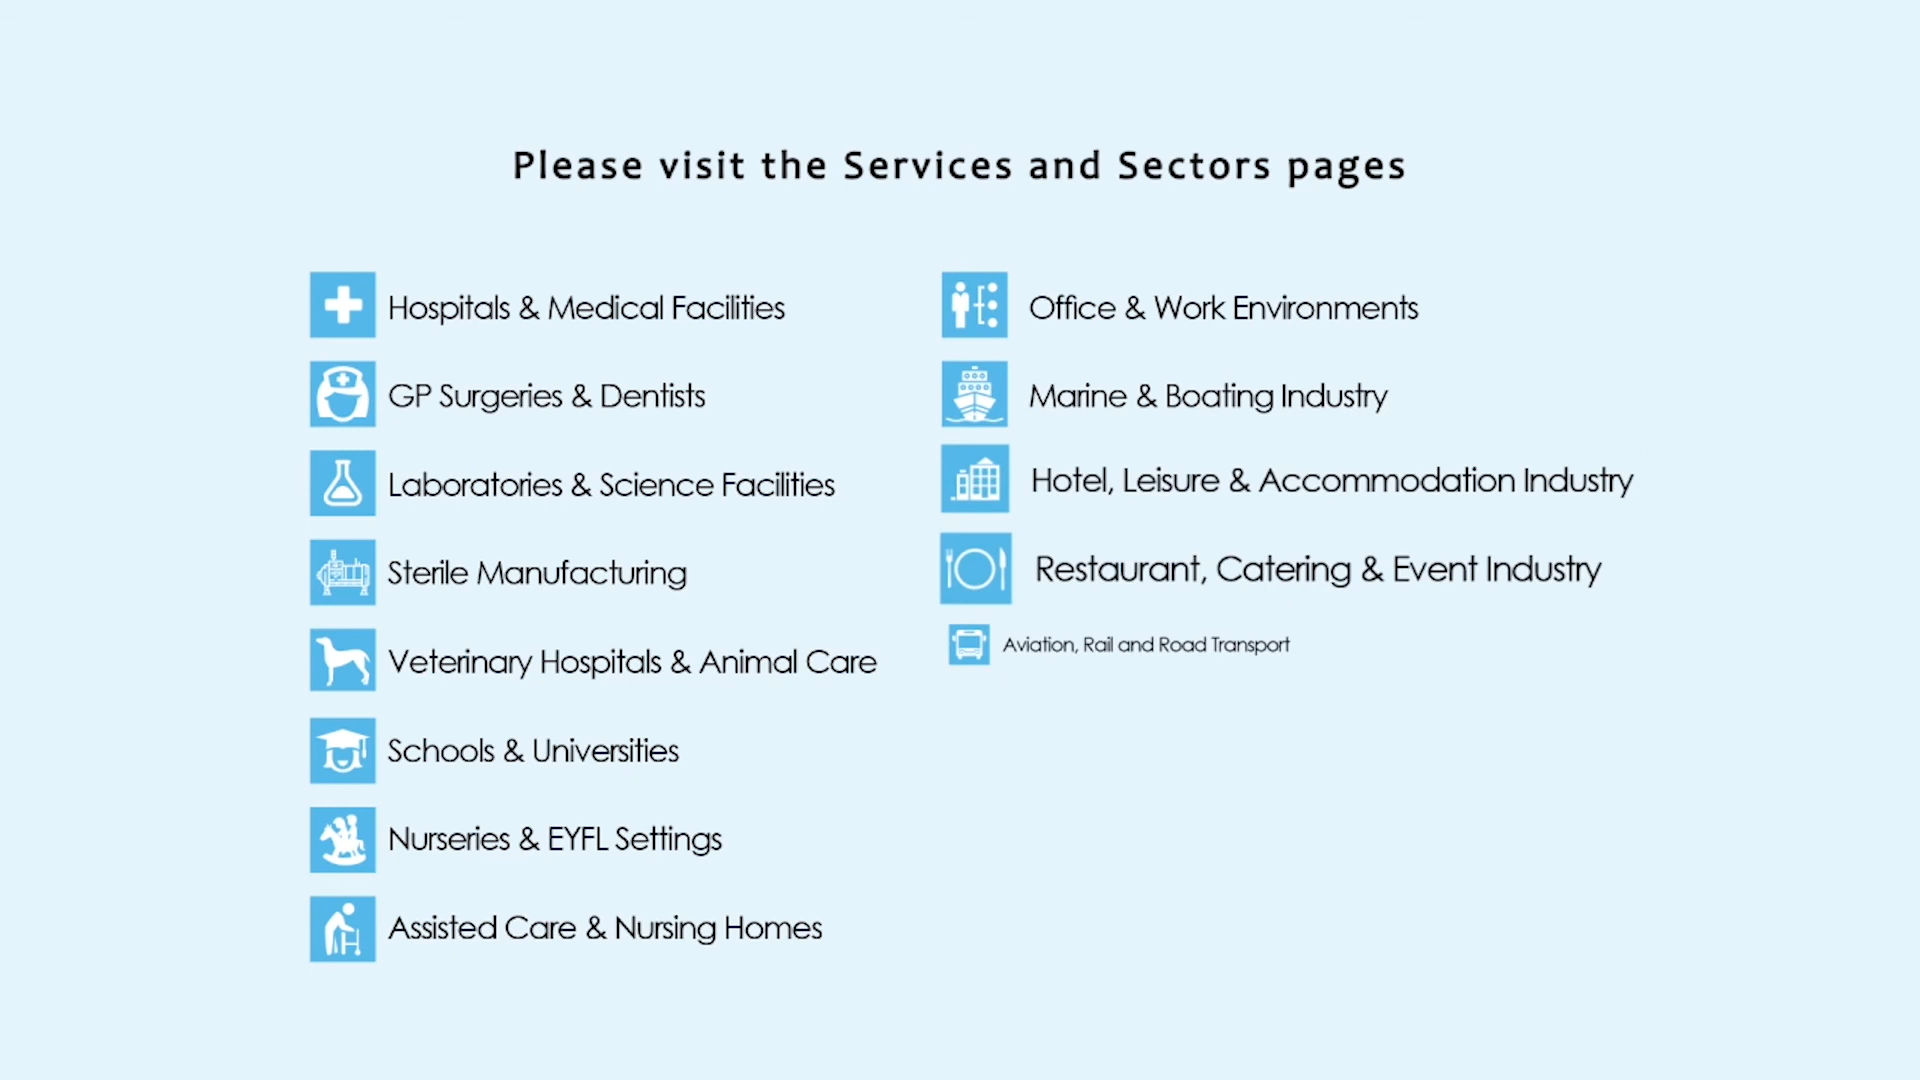 Please visit the Services and Sectors pages
Hospitals & Medical Facilities
GP Surgeries & Dentists
Laboratories & Science Facilities
Sterile Manufacturing
Veterinary Hospitals & Animal Care
Schools & Universities
Nurseries & EYFL Settings
Assisted Care & Nursing Homes
Office & Work Environments
Marine & Boating Industry
Hotel, Leisure & Accommodation Industry
Restaurant, Catering & Event Industry
Aviation, Rail and Road Transport